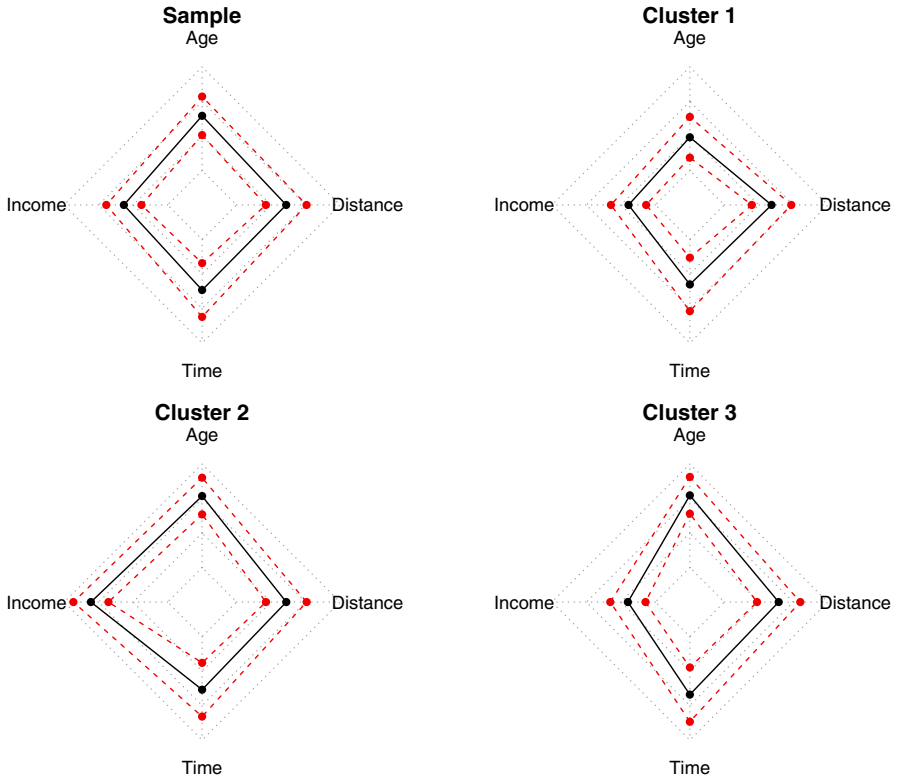 Sample
Age
Income
Distance
Time
Cluster 1
Age
Income
Distance
Time
Cluster 2
Age
Income
Distance
Time
Cluster 3
Age
Income
Distance
Time